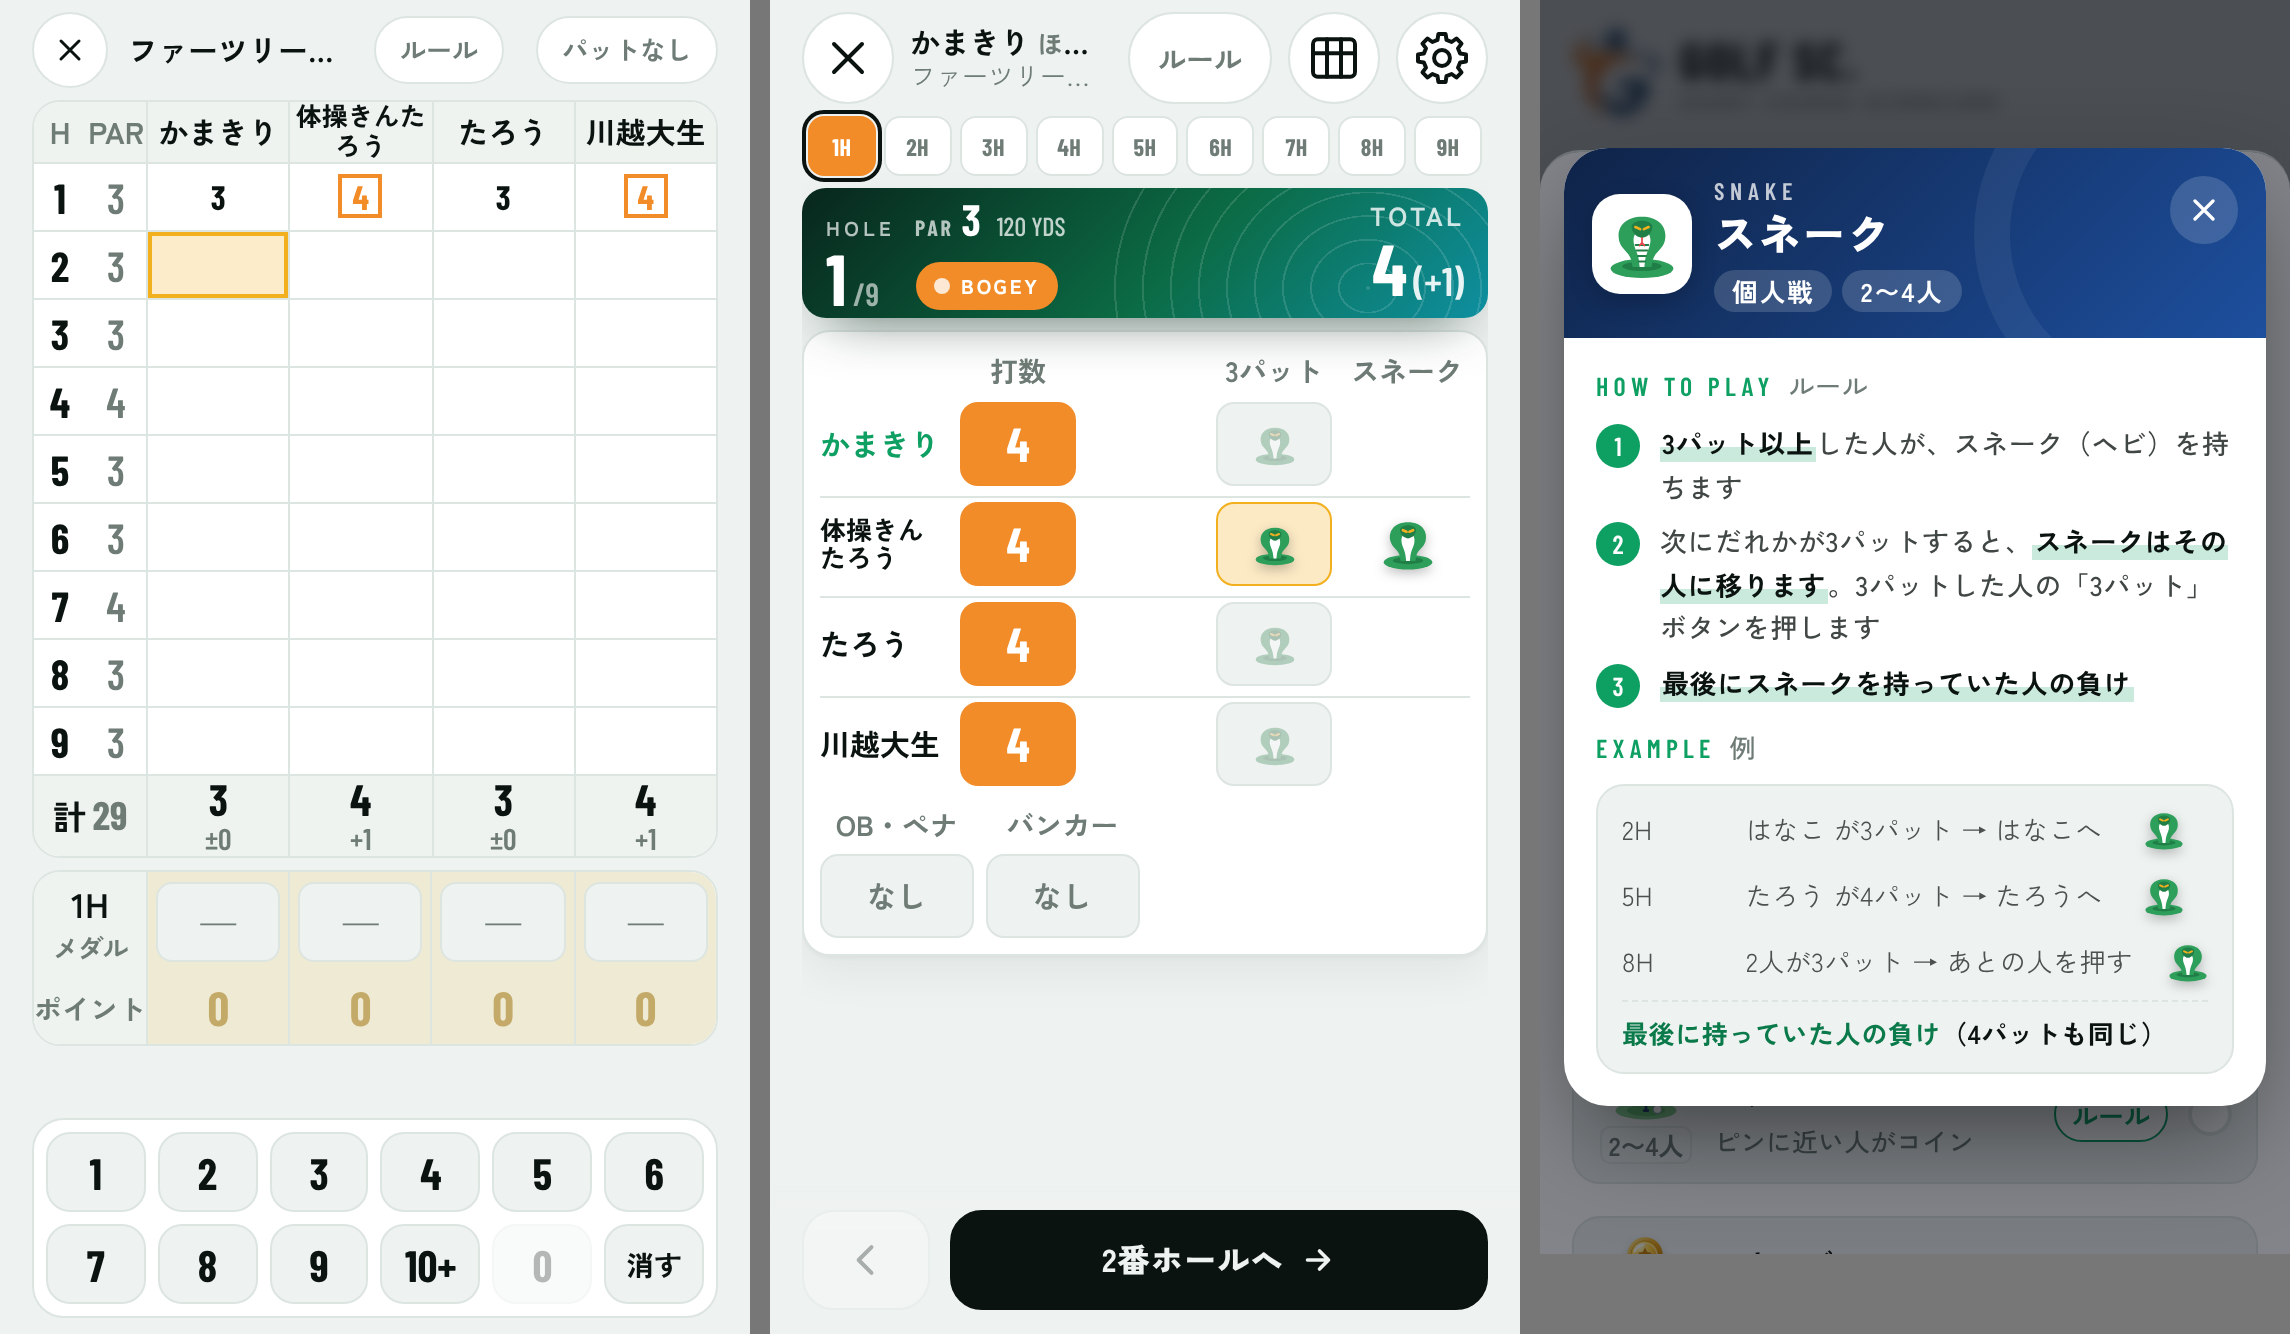 ファーツリー...
ルール
パットなし
H PAR かまきり 体操きんたろう たろう 川越大生
1 3 3 4 3 4
2 3
3 3
4 4
5 3
6 3
7 4
8 3
9 3
計 29 3 4 3 4
±0 +1 ±0 +1
1H
メダル — — — —
ポイント 0 0 0 0
1 2 3 4 5 6
7 8 9 10+ 0 消す
かまきり ほ...
ファーツリー...
ルール
1H 2H 3H 4H 5H 6H 7H 8H 9H
HOLE PAR 3 120 YDS TOTAL
1/9 BOGEY 4(+1)
打数 3パット スネーク
かまきり 4
体操きん
たろう 4
たろう 4
川越大生 4
OB・ペナ バンカー
なし なし
2番ホールへ →
SNAKE
スネーク
個人戦 2〜4人
HOW TO PLAY ルール
1 3パット以上した人が、スネーク（ヘビ）を持
ちます
2 次にだれかが3パットすると、スネークはその
人に移ります。3パットした人の「3パット」
ボタンを押します
3 最後にスネークを持っていた人の負け
EXAMPLE 例
2H はなこ が3パット → はなこへ
5H たろう が4パット → たろうへ
8H 2人が3パット → あとの人を押す
最後に持っていた人の負け（4パットも同じ）
ルール
2〜4人 ピンに近い人がコイン